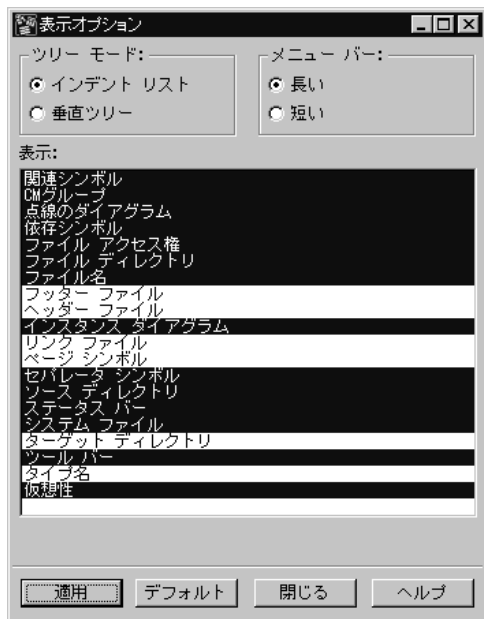 表示オプション
ツリー モード:
メニュー バー:
インデント リスト
長い
垂直ツリー
短い
表示:
関連シンボル
CMグループ
点線のダイアグラム
依存シンボル
ファイル アクセス権
ファイル ディレクトリ
ファイル名
フッター ファイル
ヘッダー ファイル
インスタンス ダイアグラム
リンク ファイル
ページ シンボル
セパレータ シンボル
ソース ディレクトリ
ステータス バー
システム ファイル
ターゲット ディレクトリ
ツール バー
タイプ名
仮想性
適用 デフォルト 閉じる ヘルプ